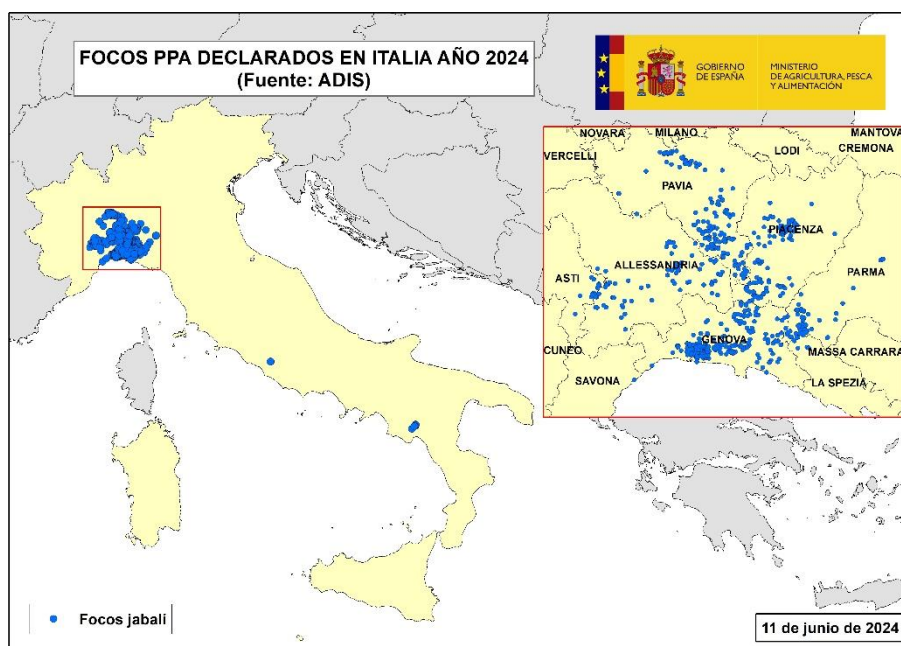 FOCOS PPA DECLARADOS EN ITALIA AÑO 2024
(Fuente: ADIS)
GOBIERNO
DE ESPAÑA
MINISTERIO
DE AGRICULTURA, PESCA
Y ALIMENTACIÓN
NOVARA
MILANO
MANTOVA
VERCELLI
LODI
CREMONA
PAVIA
PIACENZA
ALLESSANDRIA
ASTI
PARMA
GENOVA
CUNEO
MASSA CARRARA
SAVONA
LA SPEZIA
Focos jabalí
11 de junio de 2024